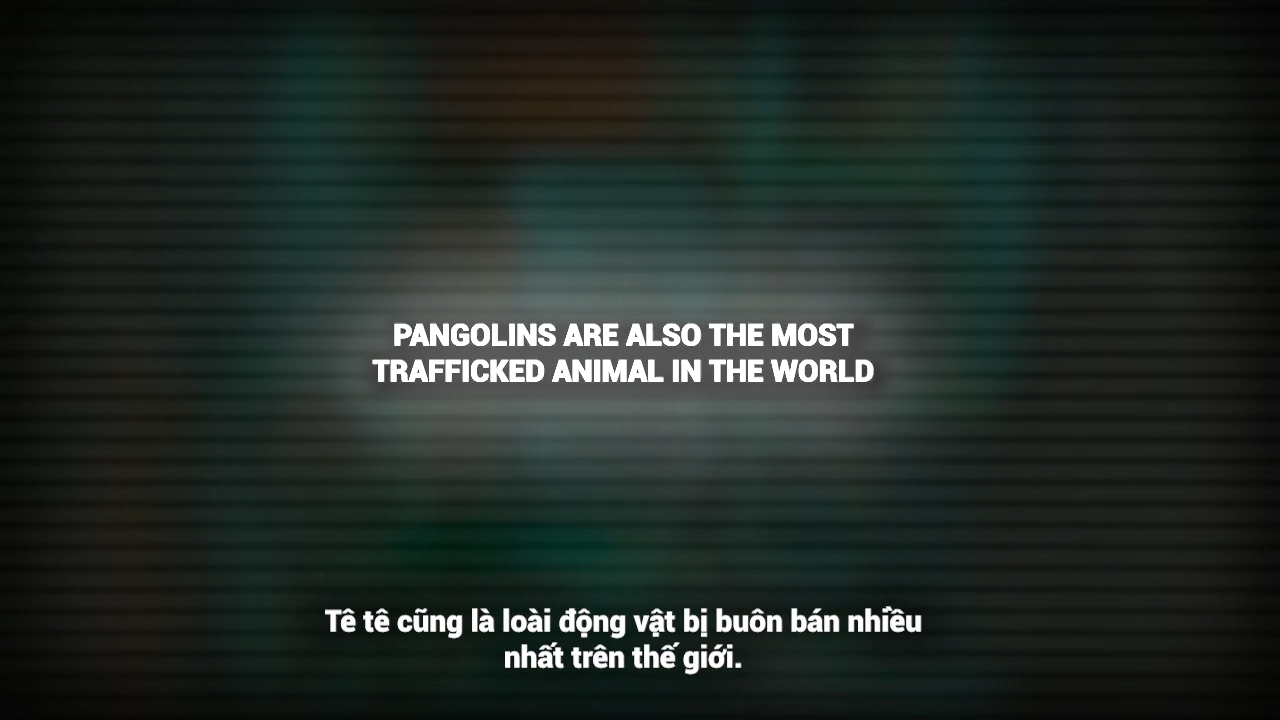 PANGOLINS ARE ALSO THE MOST
TRAFFICKED ANIMAL IN THE WORLD
Tê tê cũng là loài động vật bị buôn bán nhiều
nhất trên thế giới.